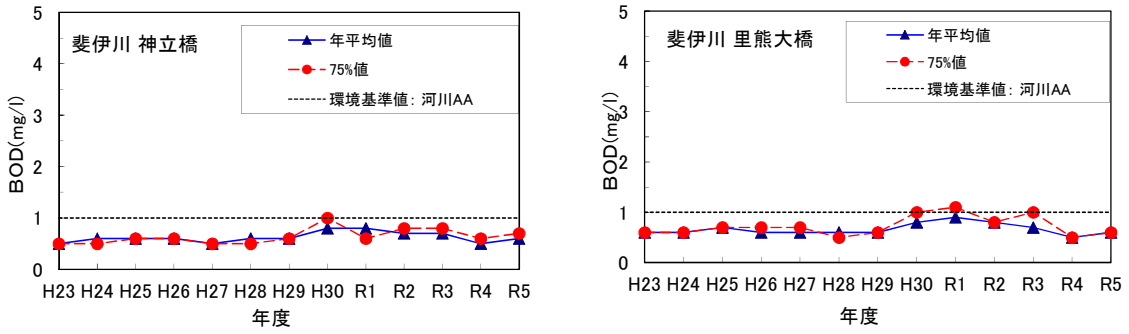 斐伊川 神立橋
年平均値
75%値
環境基準値: 河川AA
BOD(mg/l)
5
4
3
2
1
0
H23 H24 H25 H26 H27 H28 H29 H30 R1 R2 R3 R4 R5
年度
斐伊川 里熊大橋
年平均値
75%値
環境基準値: 河川AA
BOD(mg/l)
5
4
3
2
1
0
H23 H24 H25 H26 H27 H28 H29 H30 R1 R2 R3 R4 R5
年度